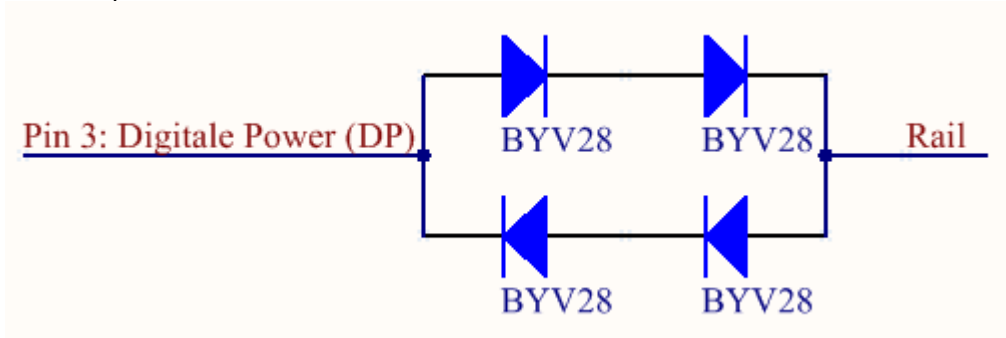 Pin 3: Digitale Power (DP)
Rail
BYV28
BYV28
BYV28
BYV28